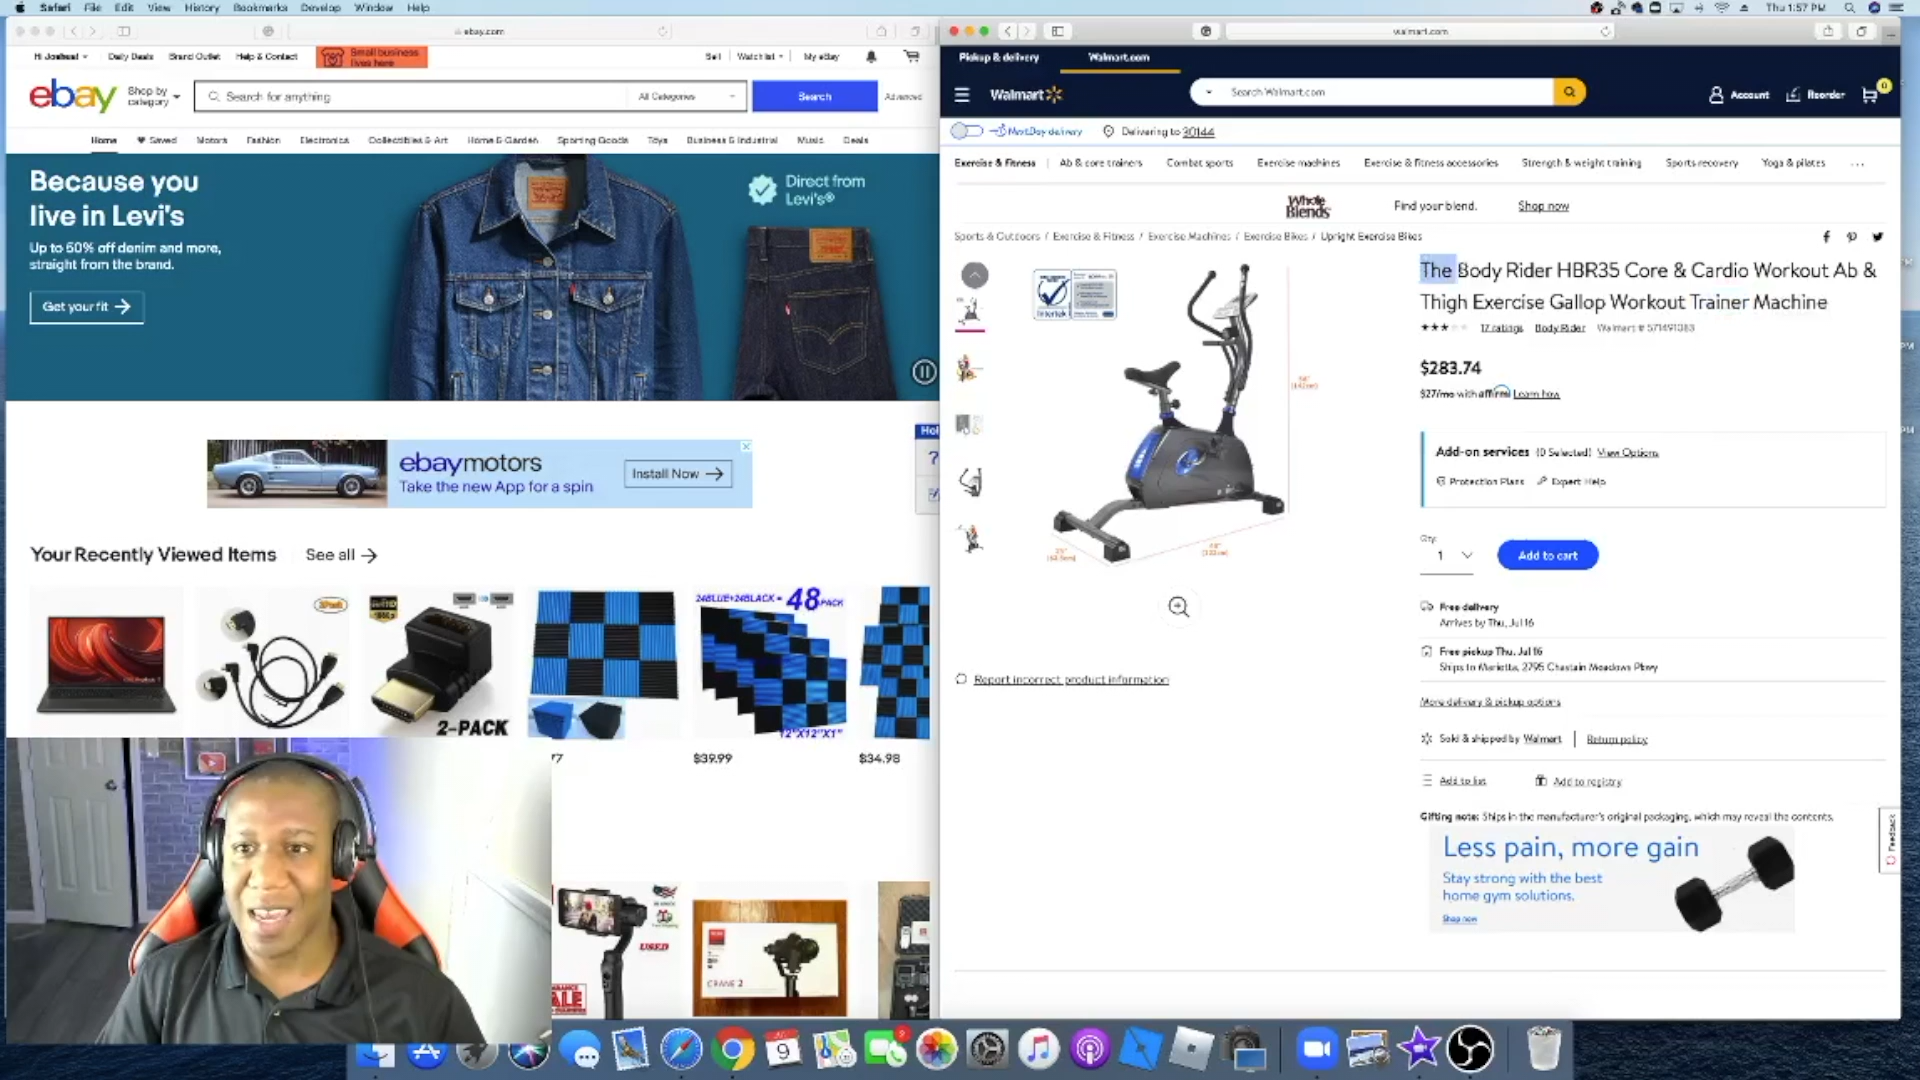 Safari File Edit View History Bookmarks Develop Window Help
Thu 1:57 PM
ebay.com
walmart.com
Hi Joshua! Daily Deals Brand Outlet Help & Contact
Small business
lives here
Sell Watchlist My eBay
ebay
Shop by
category
Search for anything
All Categories
Search
Advanced
Home Saved Motors Fashion Electronics Collectibles & Art Home & Garden Sporting Goods Toys Business & Industrial Music Deals
Because you
live in Levi's
Up to 60% off denim and more,
straight from the brand.
Get your fit
Direct from
Levi's®
ebay motors
Take the new App for a spin
Install Now
Your Recently Viewed Items
See all
2-PACK
24BLUE+24BLACK= 48 PACK
12"X12"X1"
77
$39.99
$34.98
USED
CRANE 2
Pickup & delivery
Walmart.com
Walmart
Search Walmart.com
Account
Reorder
0
NextDay delivery
Delivering to 30144
Exercise & Fitness Ab & core trainers Combat sports Exercise machines Exercise & fitness accessories Strength & weight training Sports recovery Yoga & pilates ...
Whole
Blends
Find your blend.
Shop now
Sports & Outdoors / Exercise & Fitness / Exercise Machines / Exercise Bikes / Upright Exercise Bikes
Intertek
The Body Rider HBR35 Core & Cardio Workout Ab &
Thigh Exercise Gallop Workout Trainer Machine
17 ratings Body Rider Walmart # 571491083
$283.74
$27/mo with affirm Learn how
Add-on services (0 Selected) View Options
Protection Plans Expert Help
Qty:
1
Add to cart
Free delivery
Arrives by Thu, Jul 16
Free pickup Thu, Jul 16
Ships to Marietta, 2795 Chastain Meadows Pkwy
More delivery & pickup options
Sold & shipped by Walmart
Return policy
Add to list
Add to registry
Gifting note: Ships in the manufacturer's original packaging, which may reveal the contents.
Report incorrect product information
Less pain, more gain
Stay strong with the best
home gym solutions.
Shop now
Feedback
9